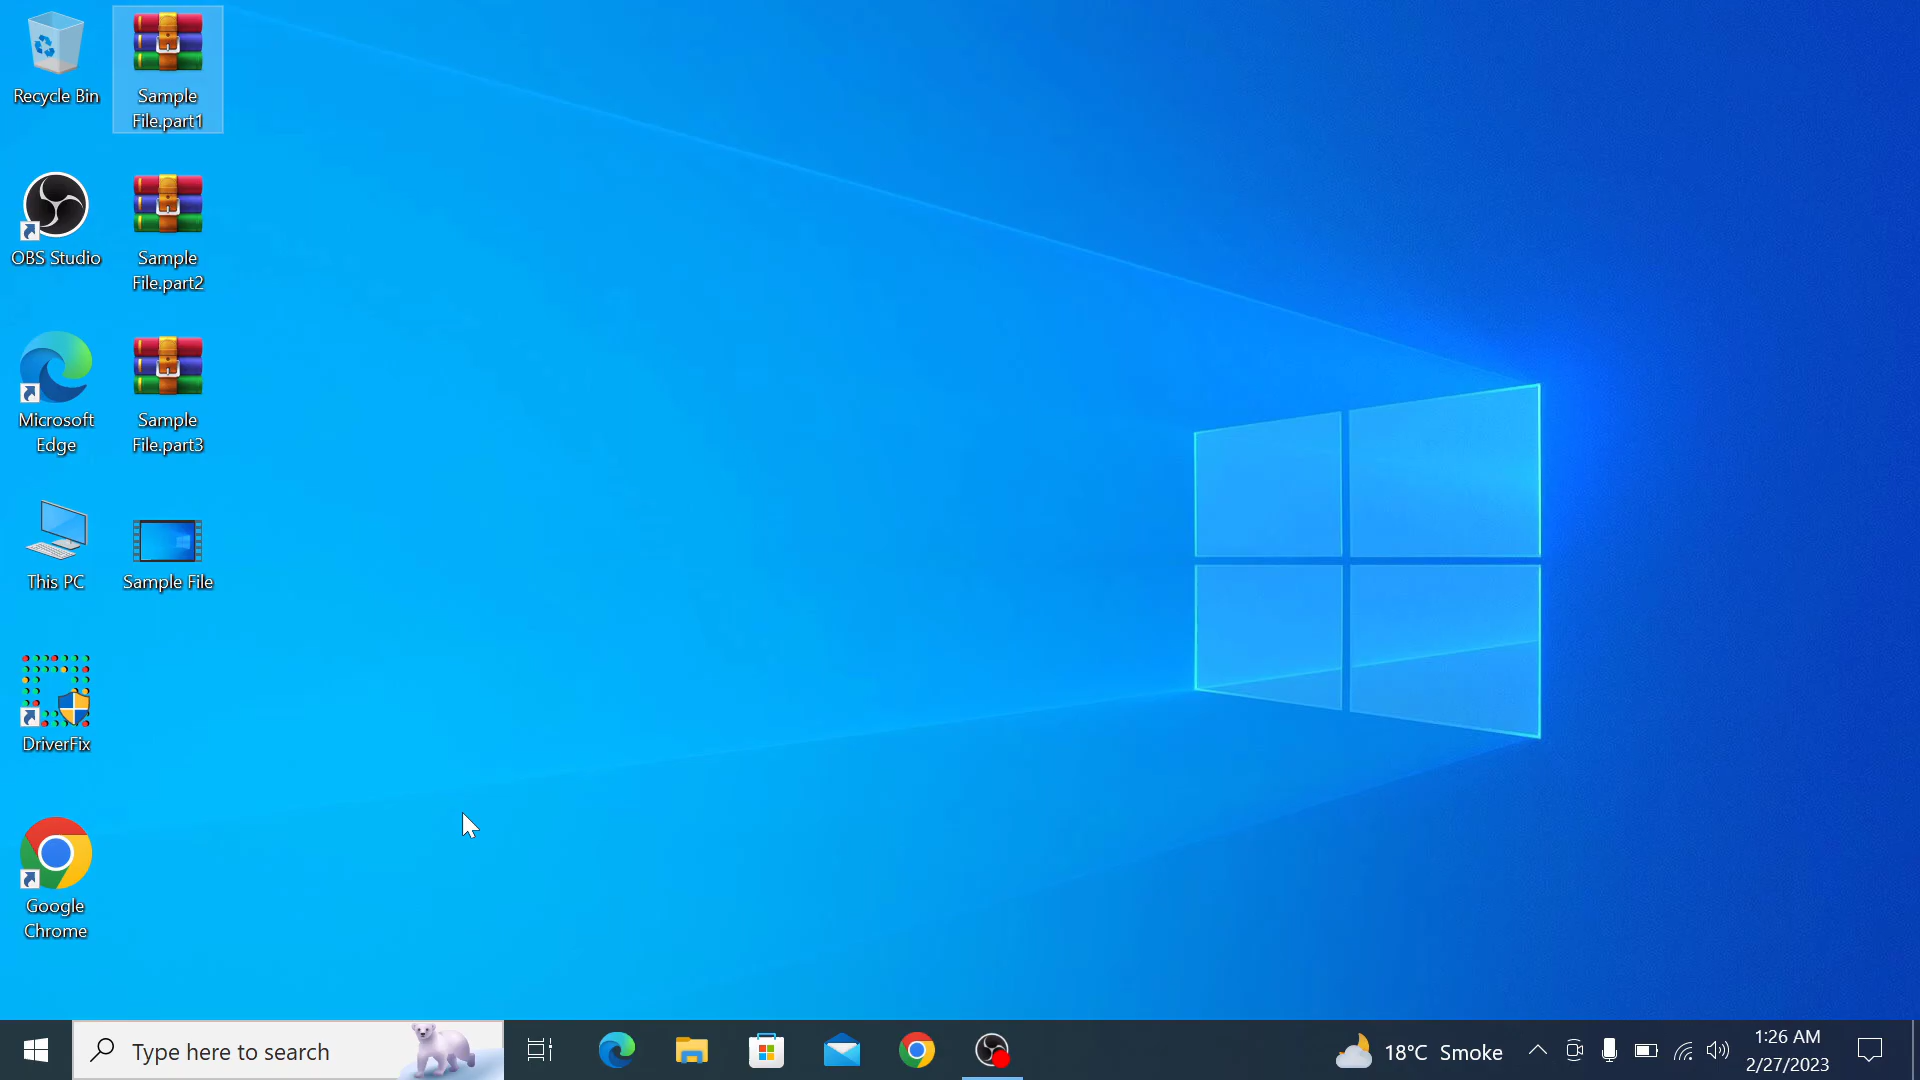 Recycle Bin
Sample
File.part1
OBS Studio
Sample
File.part2
Microsoft
Edge
Sample
File.part3
This PC
Sample File
DriverFix
Google
Chrome
Type here to search
18°C Smoke
1:26 AM
2/27/2023